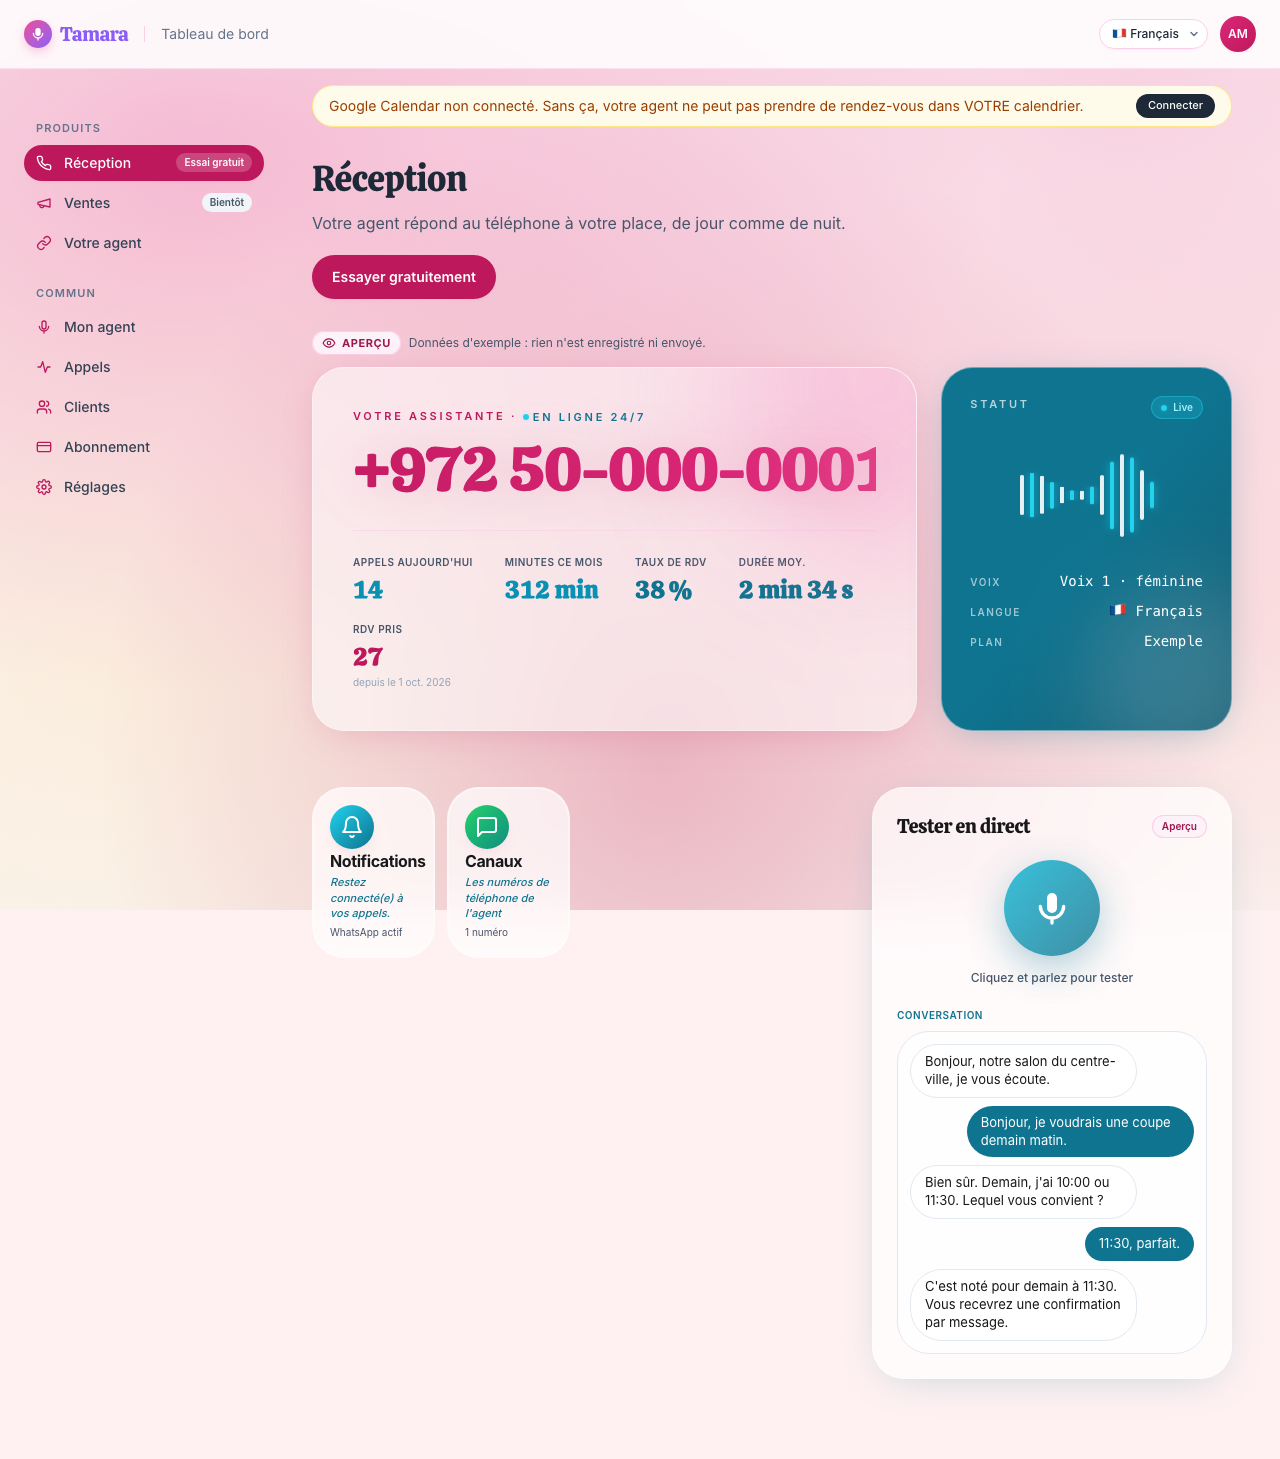 Tamara
Tableau de bord
🇫🇷 Français
AM
Google Calendar non connecté. Sans ça, votre agent ne peut pas prendre de rendez-vous dans VOTRE calendrier.
Connecter
PRODUITS
Réception
Essai gratuit
Ventes
Bientôt
Votre agent
COMMUN
Mon agent
Appels
Clients
Abonnement
Réglages
Réception
Votre agent répond au téléphone à votre place, de jour comme de nuit.
Essayer gratuitement
APERÇU
Données d'exemple : rien n'est enregistré ni envoyé.
VOTRE ASSISTANTE · EN LIGNE 24/7
+972 50-000-0001
APPELS AUJOURD'HUI
14
MINUTES CE MOIS
312 min
TAUX DE RDV
38 %
DURÉE MOY.
2 min 34 s
RDV PRIS
27
depuis le 1 oct. 2026
STATUT
Live
VOIX
Voix 1 · féminine
LANGUE
🇫🇷 Français
PLAN
Exemple
Notifications
Restez
connecté(e) à
vos appels.
WhatsApp actif
Canaux
Les numéros de
téléphone de
l'agent
1 numéro
Tester en direct
Aperçu
Cliquez et parlez pour tester
CONVERSATION
Bonjour, notre salon du centre-
ville, je vous écoute.
Bonjour, je voudrais une coupe
demain matin.
Bien sûr. Demain, j'ai 10:00 ou
11:30. Lequel vous convient ?
11:30, parfait.
C'est noté pour demain à 11:30.
Vous recevrez une confirmation
par message.